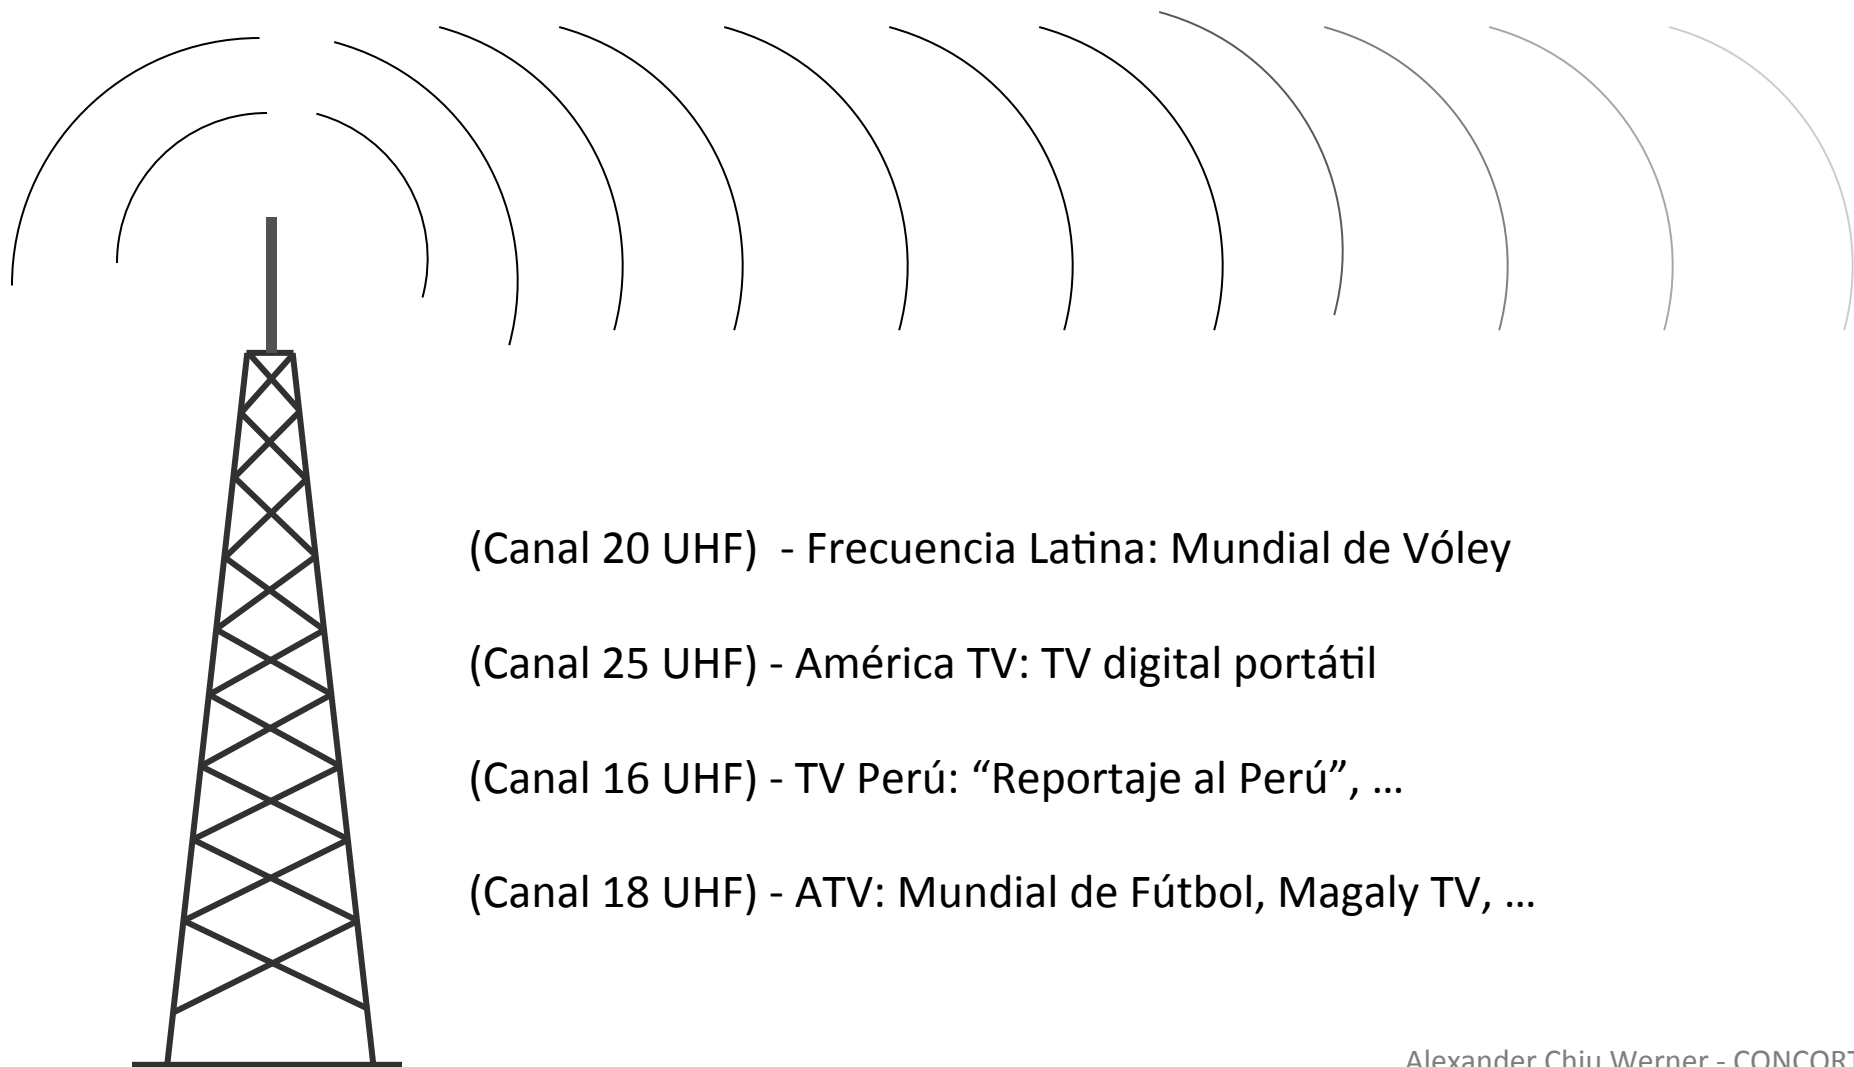 (Canal 20 UHF)  - Frecuencia Latina: Mundial de Vóley
(Canal 25 UHF) - América TV: TV digital portátil
(Canal 16 UHF) - TV Perú: “Reportaje al Perú”, ...
(Canal 18 UHF) - ATV: Mundial de Fútbol, Magaly TV, ...
Alexander Chiu Werner - CONCORT